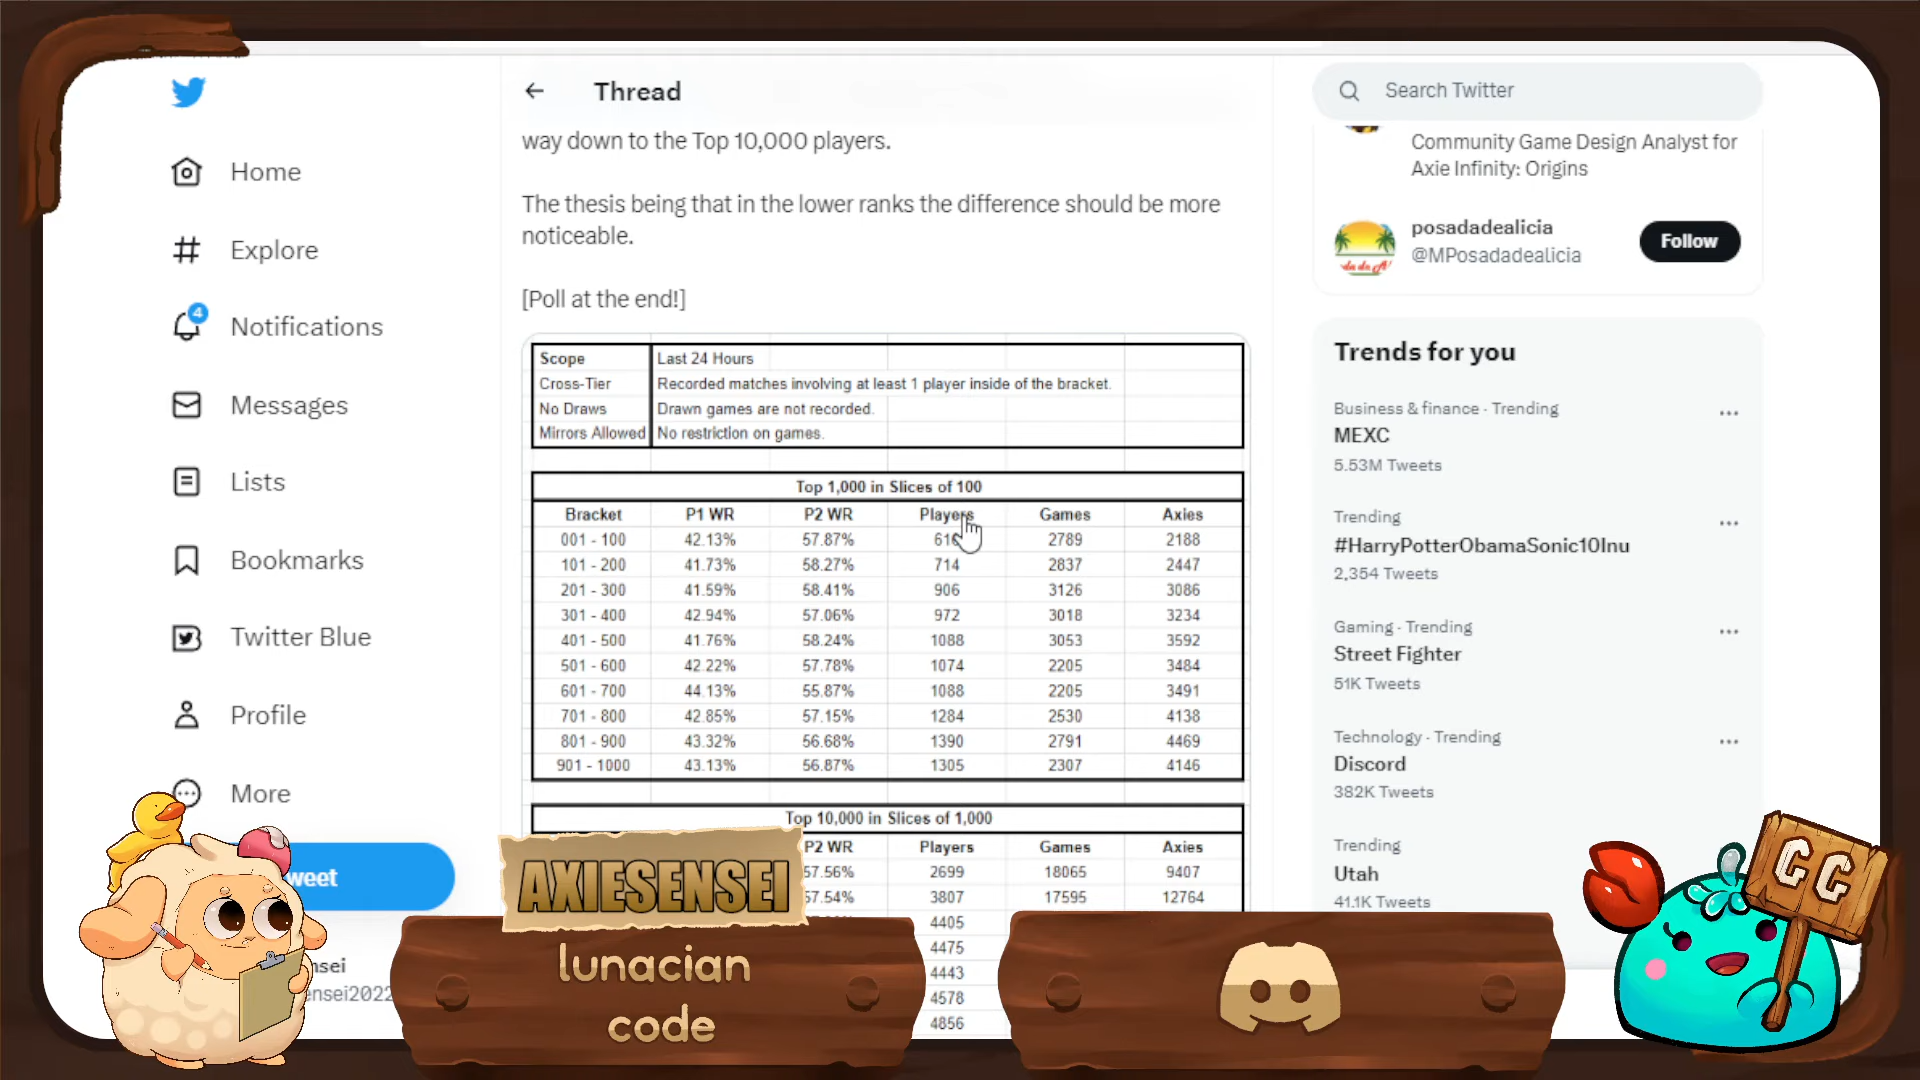 Home
Explore
4
Notifications
Messages
Lists
Bookmarks
Twitter Blue
Profile
More
Thread
way down to the Top 10,000 players.
The thesis being that in the lower ranks the difference should be more
noticeable.
[Poll at the end!]
Scope Last 24 Hours
Cross-Tier Recorded matches involving at least 1 player inside of the bracket.
No Draws Drawn games are not recorded.
Mirrors Allowed No restriction on games.
Top 1,000 in Slices of 100
Bracket P1 WR P2 WR Players Games Axies
001 - 100 42.13% 57.87% 2789 2188
101 - 200 41.73% 58.27% 714 2837 2447
201 - 300 41.59% 58.41% 906 3126 3086
301 - 400 42.94% 57.06% 972 3018 3234
401 - 500 41.76% 58.24% 1088 3053 3592
501 - 600 42.22% 57.78% 1074 2205 3484
601 - 700 44.13% 55.87% 1088 2205 3491
701 - 800 42.85% 57.15% 1284 2530 4138
801 - 900 43.32% 56.68% 1390 2791 4469
901 - 1000 43.13% 56.87% 1305 2307 4146
Top 10,000 in Slices of 1,000
P2 WR Players Games Axies
57.56% 2699 18065 9407
57.54% 3807 17595 12764
4405
4475
4443
4578
4856
Search Twitter
Community Game Design Analyst for
Axie Infinity: Origins
posadadealicia
@MPosadadealicia
Follow
Trends for you
Business & finance · Trending
MEXC
5.53M Tweets
Trending
#HarryPotterObamaSonic10Inu
2,354 Tweets
Gaming · Trending
Street Fighter
51K Tweets
Technology · Trending
Discord
382K Tweets
Trending
Utah
41.1K Tweets
weet
nsei
ensei2022
AXIESENSEI
lunacian
code
CC